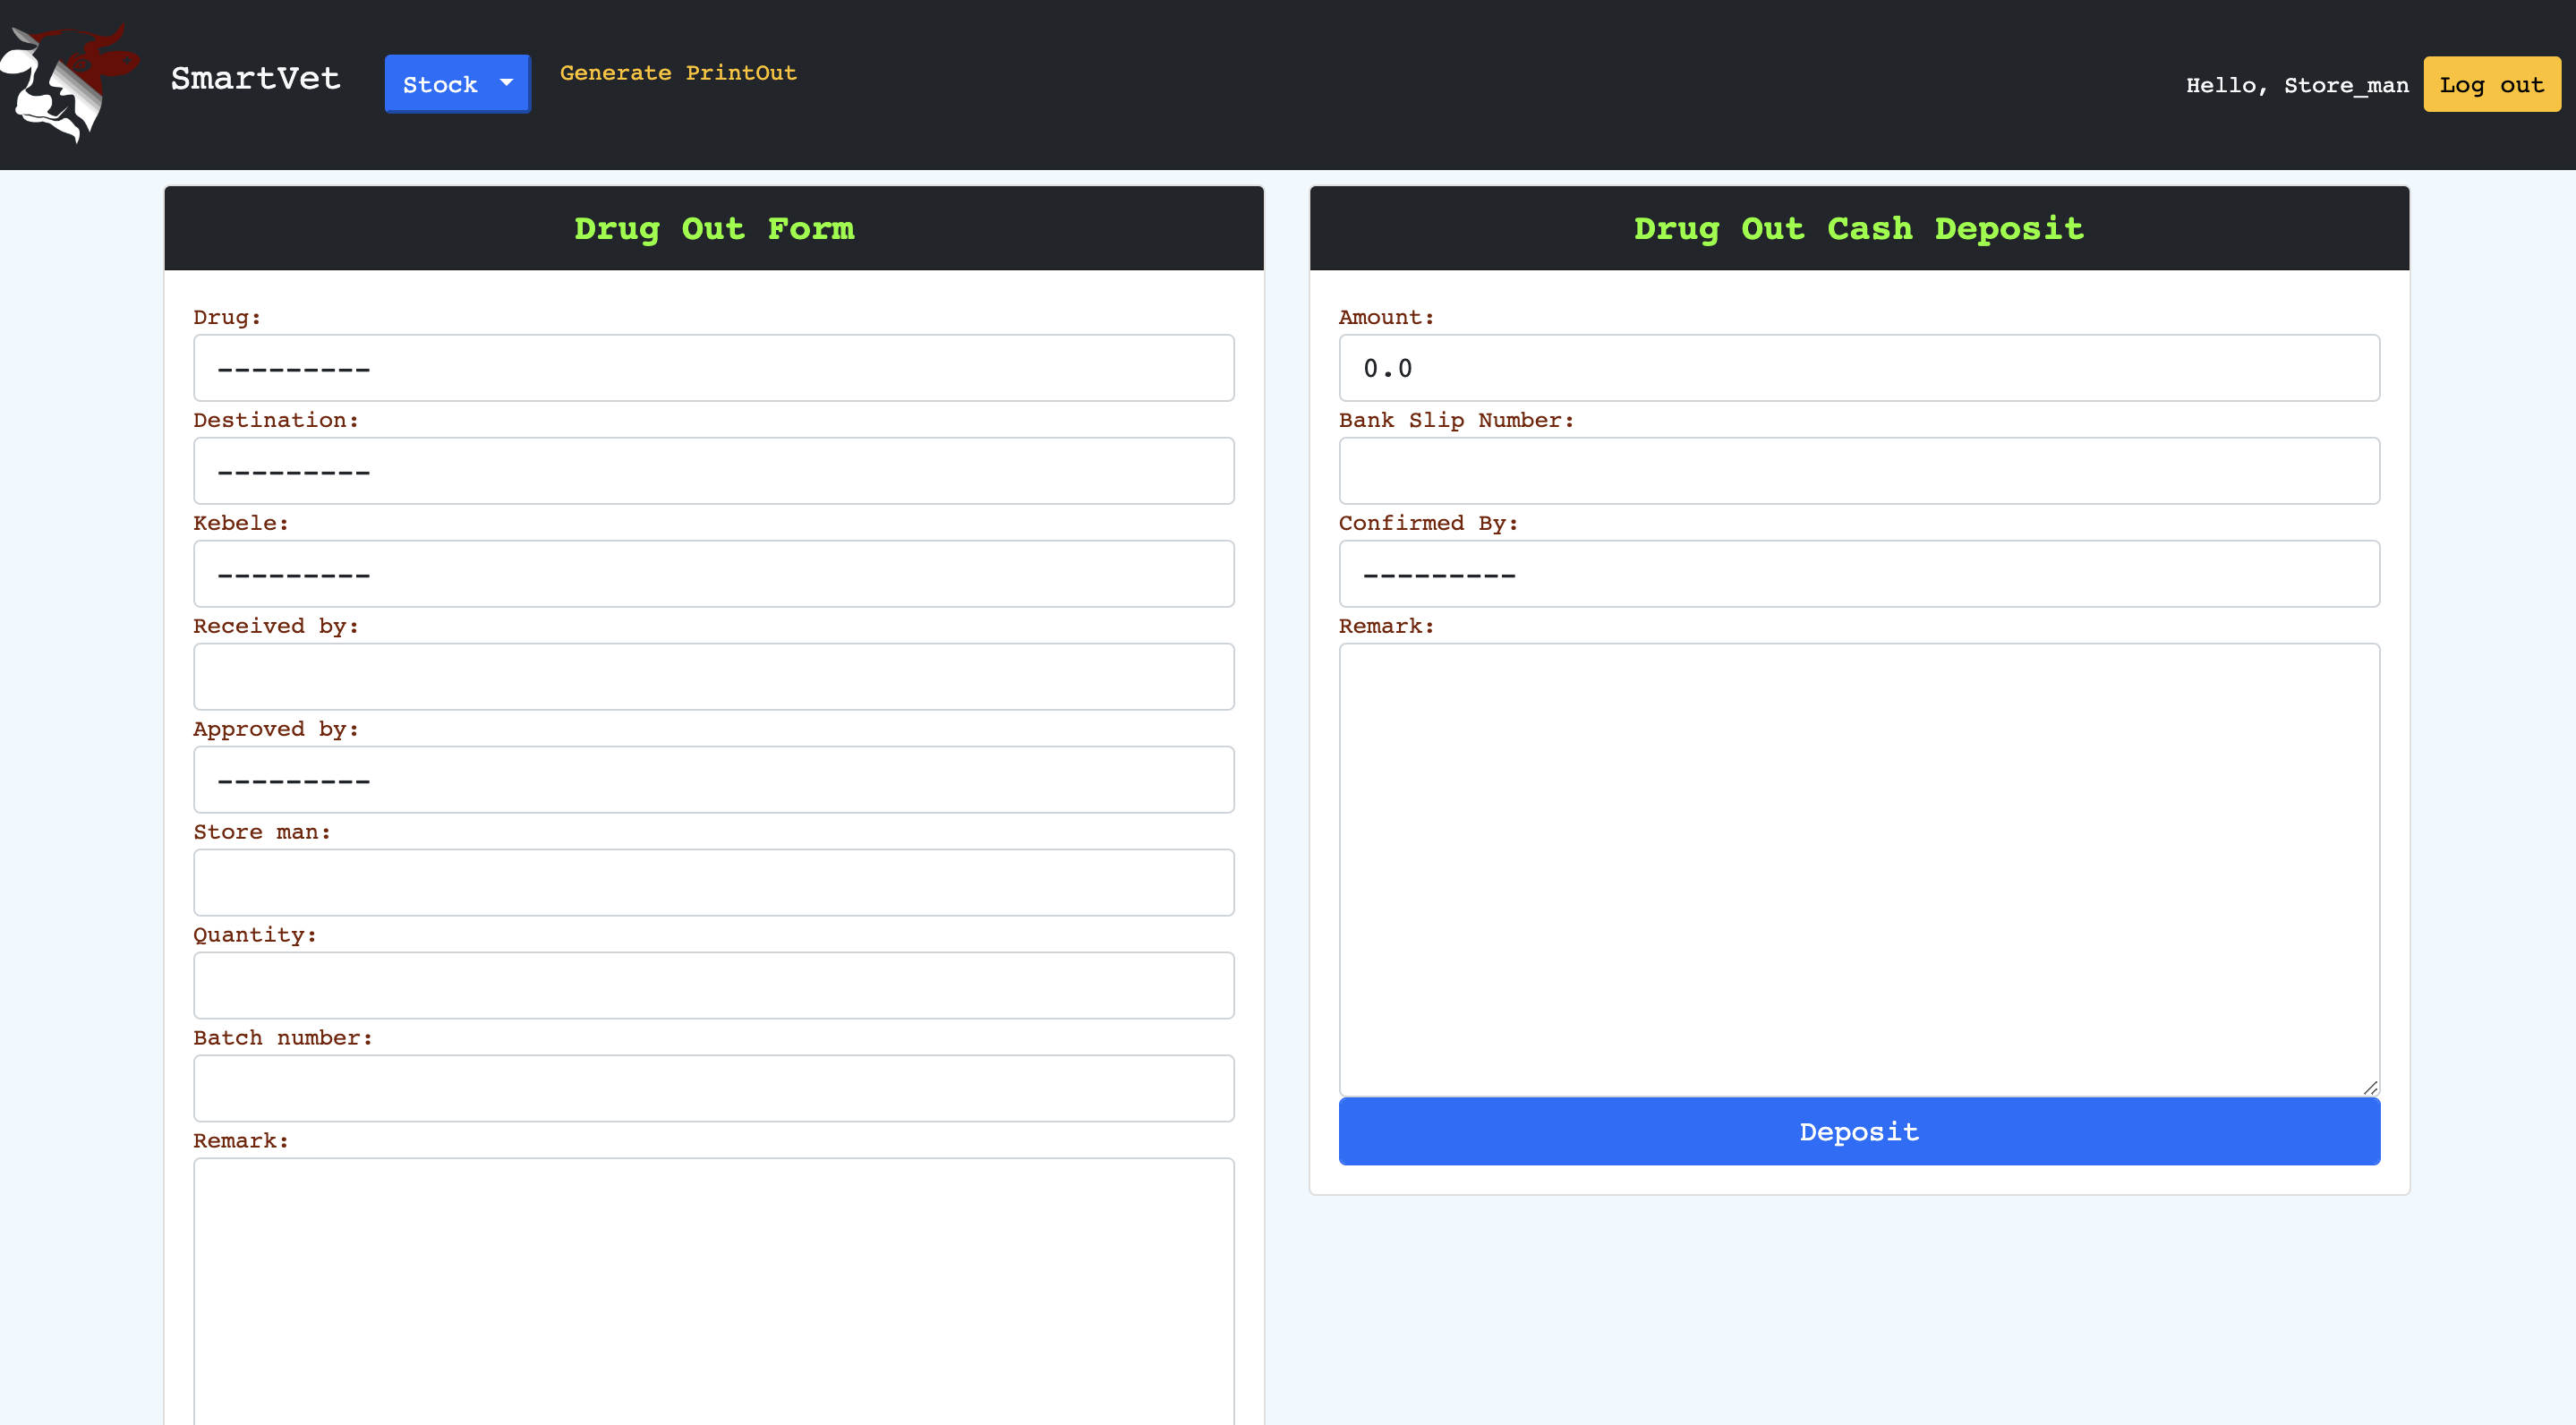 SmartVet
Stock
Generate PrintOut
Hello, Store_man
Log out
Drug Out Form
Drug:
---------
Destination:
---------
Kebele:
---------
Received by:
Approved by:
---------
Store man:
Quantity:
Batch number:
Remark:
Drug Out Cash Deposit
Amount:
0.0
Bank Slip Number:
Confirmed By:
---------
Remark:
Deposit